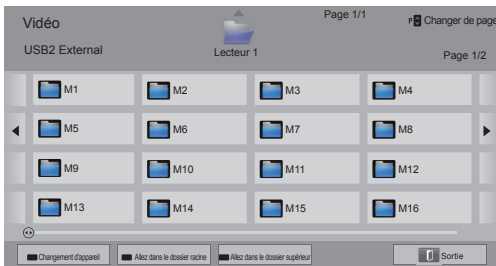 Vidéo
Page 1/1
P Changer de page
USB2 External
Lecteur 1
Page 1/2
M1 M2 M3 M4
M5 M6 M7 M8
M9 M10 M11 M12
M13 M14 M15 M16
Changement d'appareil Allez dans le dossier racine Allez dans le dossier supérieur Sortie